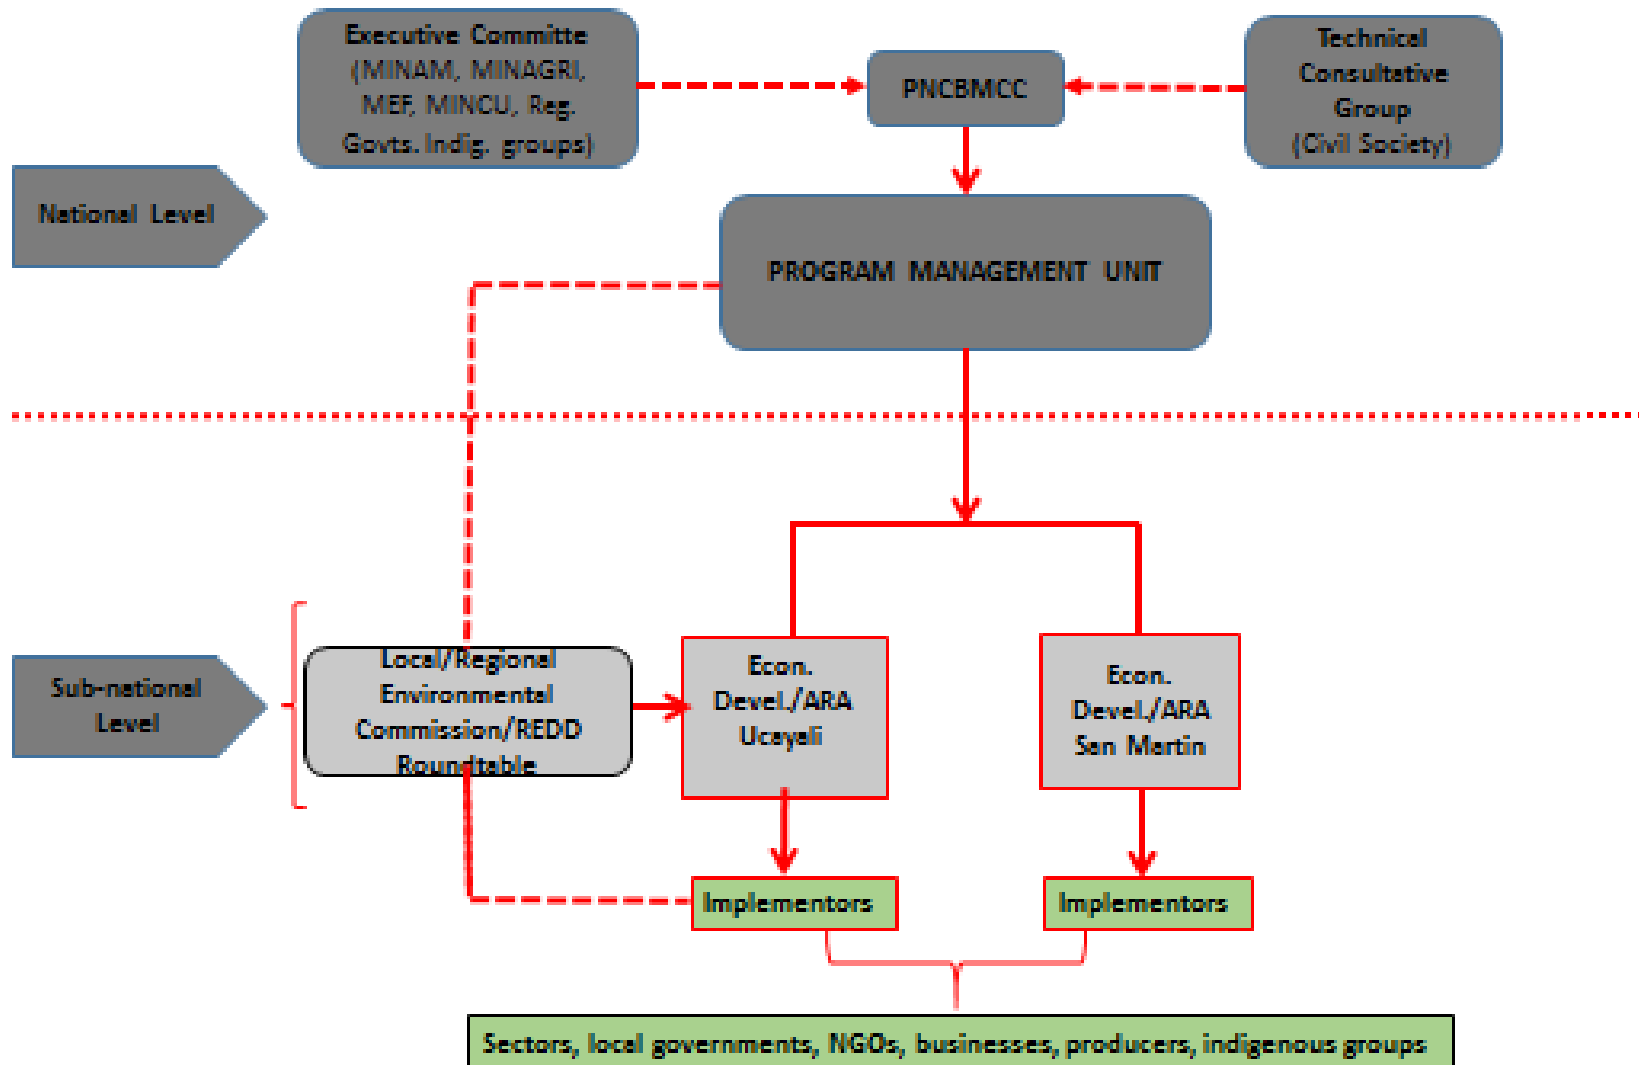 Executive Committe
(MINAM, MINAGRI,
MEF, MINCU, Reg.
Govts. Indig. groups)
PNCBMCC
Technical
Consultative
Group
(Civil Society)
National Level
PROGRAM MANAGEMENT UNIT
Sub-national
Level
Local/Regional
Environmental
Commission/REDD
Roundtable
Econ.
Devel./ARA
Ucayali
Econ.
Devel./ARA
San Martin
Implementors
Implementors
Sectors, local governments, NGOs, businesses, producers, indigenous groups